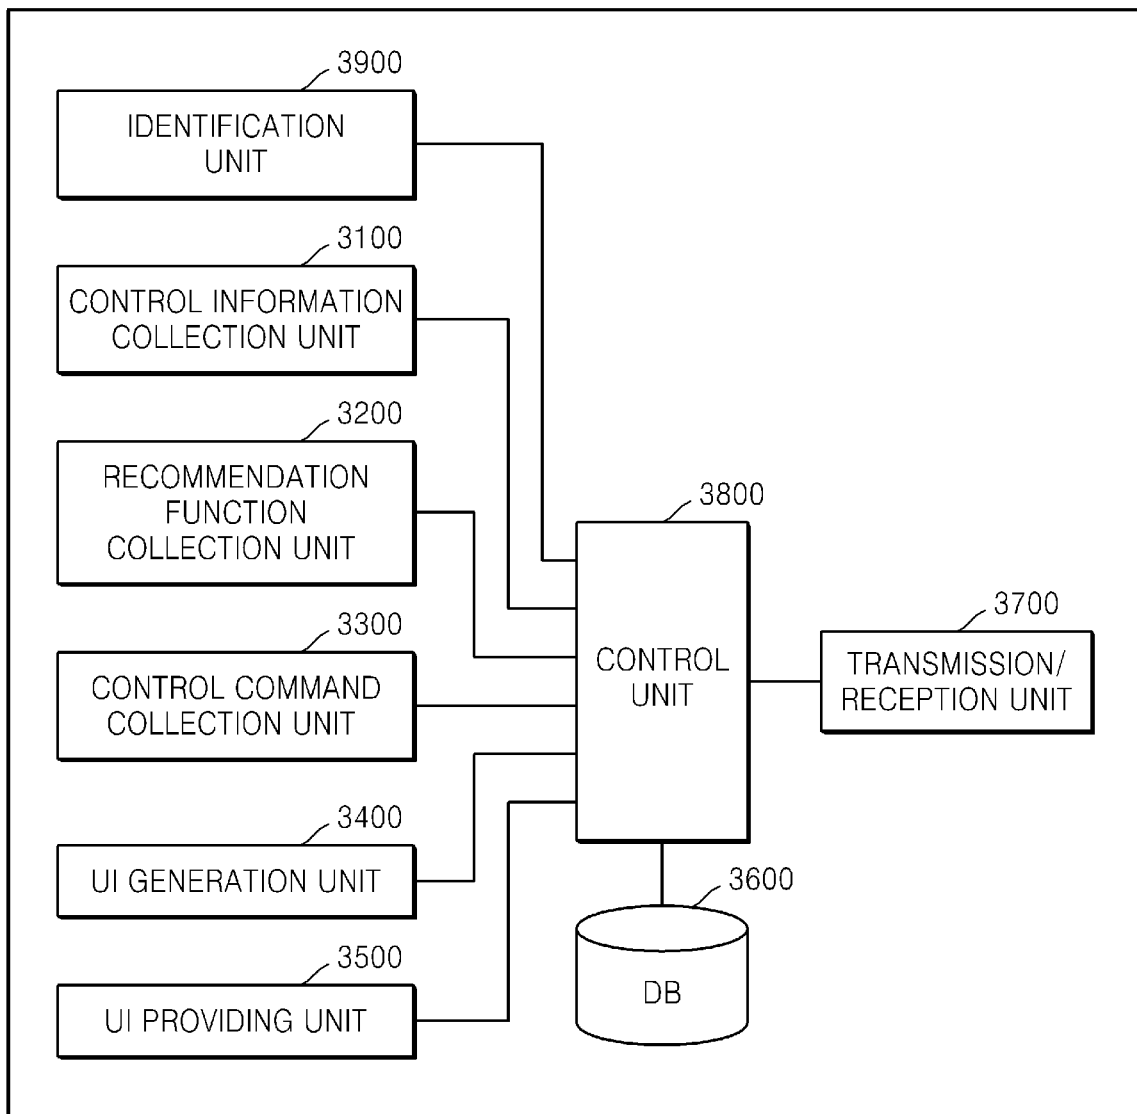 3900
IDENTIFICATION
UNIT
3100
CONTROL INFORMATION
COLLECTION UNIT
3200
RECOMMENDATION
FUNCTION
COLLECTION UNIT
3300
CONTROL COMMAND
COLLECTION UNIT
3400
UI GENERATION UNIT
3500
UI PROVIDING UNIT
3800
CONTROL
UNIT
3600
DB
3700
TRANSMISSION/
RECEPTION UNIT